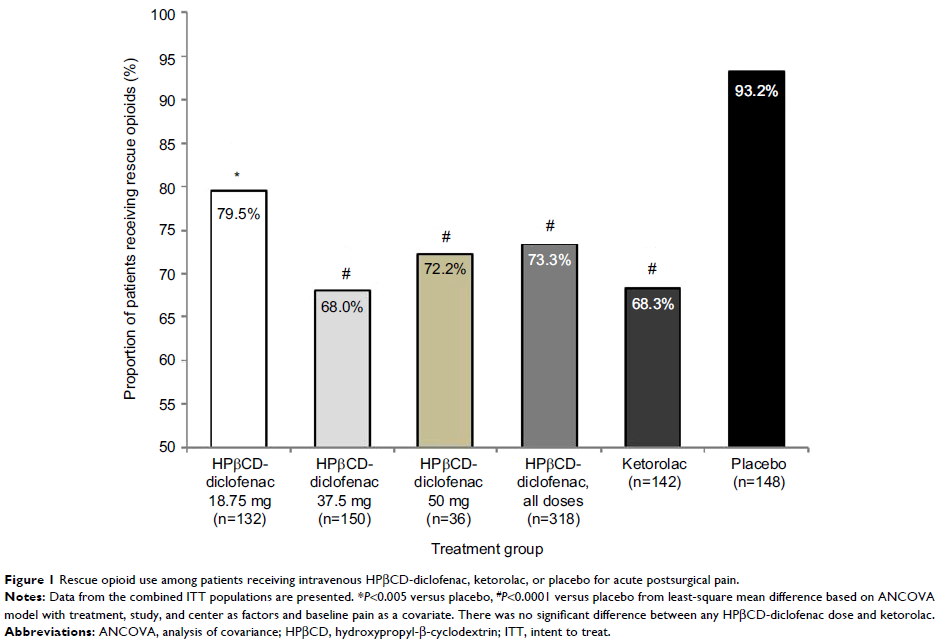 Proportion of patients receiving rescue opioids (%)
100
95
90
85
80
75
70
65
60
55
50
*
79.5%
#
68.0%
#
72.2%
#
73.3%
#
68.3%
93.2%
HPβCD-
diclofenac
18.75 mg
(n=132)
HPβCD-
diclofenac
37.5 mg
(n=150)
HPβCD-
diclofenac
50 mg
(n=36)
HPβCD-
diclofenac,
all doses
(n=318)
Ketorolac
(n=142)
Placebo
(n=148)
Treatment group
Figure 1 Rescue opioid use among patients receiving intravenous HPβCD-diclofenac, ketorolac, or placebo for acute postsurgical pain.
Notes: Data from the combined ITT populations are presented. *P<0.005 versus placebo, #P<0.0001 versus placebo from least-square mean difference based on ANCOVA
model with treatment, study, and center as factors and baseline pain as a covariate. There was no significant difference between any HPβCD-diclofenac dose and ketorolac.
Abbreviations: ANCOVA, analysis of covariance; HPβCD, hydroxypropyl-β-cyclodextrin; ITT, intent to treat.